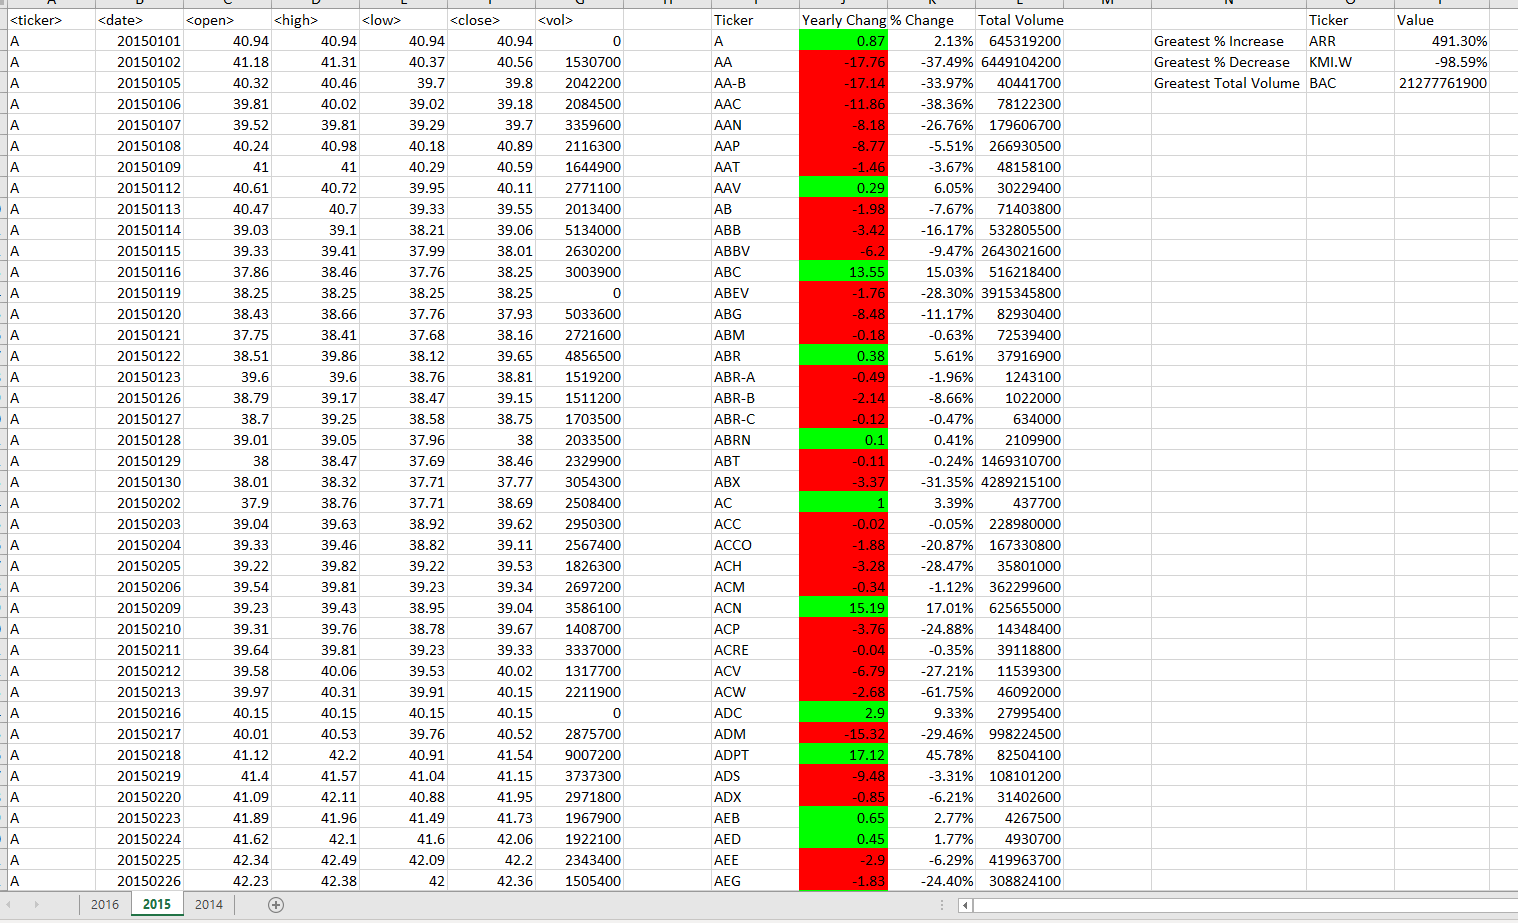 <ticker> <date> <open> <high> <low> <close> <vol> Ticker Yearly Chang % Change Total Volume Ticker Value
A 20150101 40.94 40.94 40.94 40.94 0 A 0.87 2.13% 645319200 Greatest % Increase ARR 491.30%
A 20150102 41.18 41.31 40.37 40.56 1530700 AA -17.76 -37.49% 6449104200 Greatest % Decrease KMI.W -98.59%
A 20150105 40.32 40.46 39.7 39.8 2042200 AA-B -17.14 -33.97% 40441700 Greatest Total Volume BAC 21277761900
A 20150106 39.81 40.02 39.02 39.18 2084500 AAC -11.86 -38.36% 78122300
A 20150107 39.52 39.81 39.29 39.7 3359600 AAN -8.18 -26.76% 179606700
A 20150108 40.24 40.98 40.18 40.89 2116300 AAP -8.77 -5.51% 266930500
A 20150109 41 41 40.29 40.59 1644900 AAT -1.46 -3.67% 48158100
A 20150112 40.61 40.72 39.95 40.11 2771100 AAV 0.29 6.05% 30229400
A 20150113 40.47 40.7 39.33 39.55 2013400 AB -1.98 -7.67% 71403800
A 20150114 39.03 39.1 38.21 39.06 5134000 ABB -3.42 -16.17% 532805500
A 20150115 39.33 39.41 37.99 38.01 2630200 ABBV -6.2 -9.47% 2643021600
A 20150116 37.86 38.46 37.76 38.25 3003900 ABC 13.55 15.03% 516218400
A 20150119 38.25 38.25 38.25 38.25 0 ABEV -1.76 -28.30% 3915345800
A 20150120 38.43 38.66 37.76 37.93 5033600 ABG -8.48 -11.17% 82930400
A 20150121 37.75 38.41 37.68 38.16 2721600 ABM -0.18 -0.63% 72539400
A 20150122 38.51 39.86 38.12 39.65 4856500 ABR 0.38 5.61% 37916900
A 20150123 39.6 39.6 38.76 38.81 1519200 ABR-A -0.49 -1.96% 1243100
A 20150126 38.79 39.17 38.47 39.15 1511200 ABR-B -2.14 -8.66% 1022000
A 20150127 38.7 39.25 38.58 38.75 1703500 ABR-C -0.12 -0.47% 634000
A 20150128 39.01 39.05 37.96 38 2033500 ABRN 0.1 0.41% 2109900
A 20150129 38 38.47 37.69 38.46 2329900 ABT -0.11 -0.24% 1469310700
A 20150130 38.01 38.32 37.71 37.77 3054300 ABX -3.37 -31.35% 4289215100
A 20150202 37.9 38.76 37.71 38.69 2508400 AC 1 3.39% 437700
A 20150203 39.04 39.63 38.92 39.62 2950300 ACC -0.02 -0.05% 228980000
A 20150204 39.33 39.46 38.82 39.11 2567400 ACCO -1.88 -20.87% 167330800
A 20150205 39.22 39.82 39.22 39.53 1826300 ACH -3.28 -28.47% 35801000
A 20150206 39.54 39.81 39.23 39.34 2697200 ACM -0.34 -1.12% 362299600
A 20150209 39.23 39.43 38.95 39.04 3586100 ACN 15.19 17.01% 625655000
A 20150210 39.31 39.76 38.78 39.67 1408700 ACP -3.76 -24.88% 14348400
A 20150211 39.64 39.81 39.23 39.33 3337000 ACRE -0.04 -0.35% 39118800
A 20150212 39.58 40.06 39.53 40.02 1317700 ACV -6.79 -27.21% 11539300
A 20150213 39.97 40.31 39.91 40.15 2211900 ACW -2.68 -61.75% 46092000
A 20150216 40.15 40.15 40.15 40.15 0 ADC 2.9 9.33% 27995400
A 20150217 40.01 40.53 39.76 40.52 2875700 ADM -15.32 -29.46% 998224500
A 20150218 41.12 42.2 40.91 41.54 9007200 ADPT 17.12 45.78% 82504100
A 20150219 41.4 41.57 41.04 41.15 3737300 ADS -9.48 -3.31% 108101200
A 20150220 41.09 42.11 40.88 41.95 2971800 ADX -0.85 -6.21% 31402600
A 20150223 41.89 41.96 41.49 41.73 1967900 AEB 0.65 2.77% 4267500
A 20150224 41.62 42.1 41.6 42.06 1922100 AED 0.45 1.77% 4930700
A 20150225 42.34 42.49 42.09 42.2 2343400 AEE -2.9 -6.29% 419963700
A 20150226 42.23 42.38 42 42.36 1505400 AEG -1.83 -24.40% 308824100
2016 2015 2014